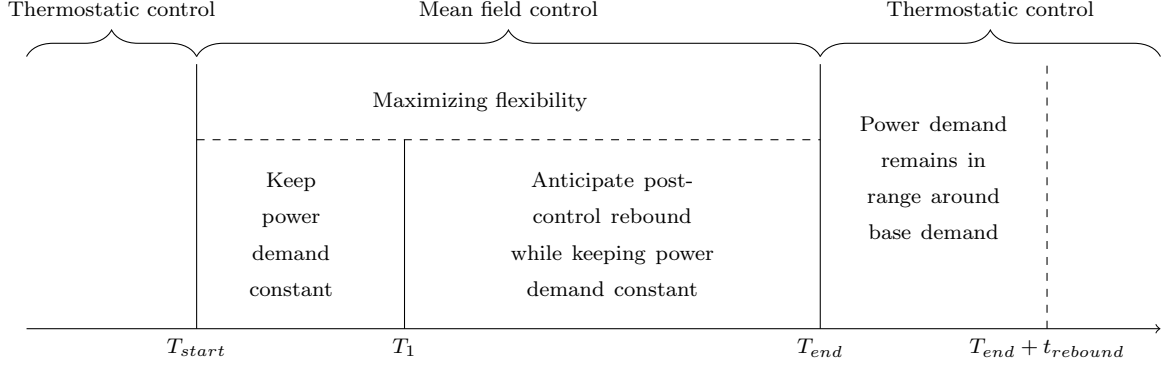 Thermostatic control
Mean field control
Thermostatic control
Maximizing flexibility
Keep
power
demand
constant
Anticipate post-
control rebound
while keeping power
demand constant
Power demand
remains in
range around
base demand
T_start
T_1
T_end
T_end + t_rebound